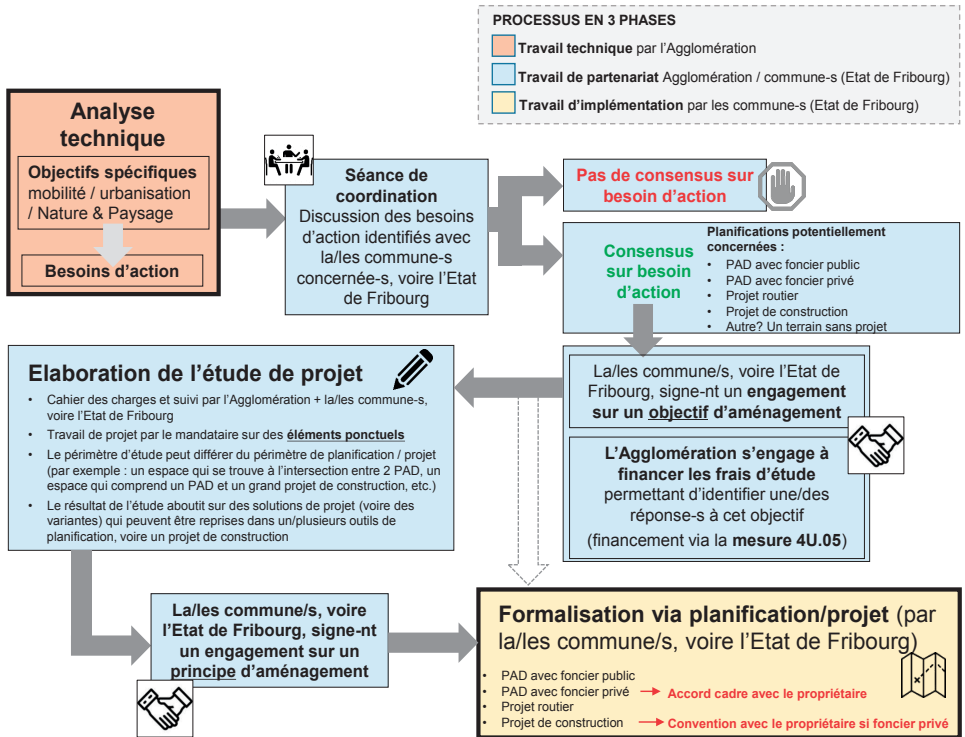 PROCESSUS EN 3 PHASES
Travail technique par l'Agglomération
Travail de partenariat Agglomération / commune-s (Etat de Fribourg)
Travail d'implémentation par les commune-s (Etat de Fribourg)
Analyse
technique
Objectifs spécifiques
mobilité / urbanisation
/ Nature & Paysage
Besoins d'action
Séance de
coordination
Discussion des besoins
d'action identifiés avec
la/les commune-s
concernée-s, voire l'Etat
de Fribourg
Pas de consensus sur
besoin d'action
Consensus
sur besoin
d'action
Planifications potentiellement
concernées :
• PAD avec foncier public
• PAD avec foncier privé
• Projet routier
• Projet de construction
• Autre? Un terrain sans projet
La/les commune/s, voire l'Etat de
Fribourg, signe-nt un engagement
sur un objectif d'aménagement
L'Agglomération s'engage à
financer les frais d'étude
permettant d'identifier une/des
réponse-s à cet objectif
(financement via la mesure 4U.05)
Elaboration de l'étude de projet
• Cahier des charges et suivi par l'Agglomération + la/les commune-s,
voire l'Etat de Fribourg
• Travail de projet par le mandataire sur des éléments ponctuels
• Le périmètre d'étude peut différer du périmètre de planification / projet
(par exemple : un espace qui se trouve à l'intersection entre 2 PAD, un
espace qui comprend un PAD et un grand projet de construction, etc.)
• Le résultat de l'étude aboutit sur des solutions de projet (voire des
variantes) qui peuvent être reprises dans un/plusieurs outils de
planification, voire un projet de construction
La/les commune/s, voire
l'Etat de Fribourg, signe-nt
un engagement sur un
principe d'aménagement
Formalisation via planification/projet (par
la/les commune/s, voire l'Etat de Fribourg)
• PAD avec foncier public
• PAD avec foncier privé → Accord cadre avec le propriétaire
• Projet routier
• Projet de construction → Convention avec le propriétaire si foncier privé